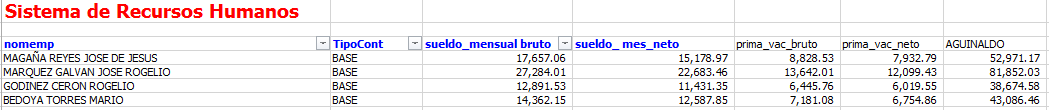 Sistema de Recursos Humanos
nomemp TipoCont sueldo_mensual bruto sueldo_ mes_neto prima_vac_bruto prima_vac_neto AGUINALDO
MAGAÑA REYES JOSE DE JESUS BASE 17,657.06 15,178.97 8,828.53 7,932.79 52,971.17
MARQUEZ GALVAN JOSE ROGELIO BASE 27,284.01 22,683.46 13,642.01 12,099.43 81,852.03
GODINEZ CERON ROGELIO BASE 12,891.53 11,431.35 6,445.76 6,019.55 38,674.58
BEDOYA TORRES MARIO BASE 14,362.15 12,587.85 7,181.08 6,754.86 43,086.46